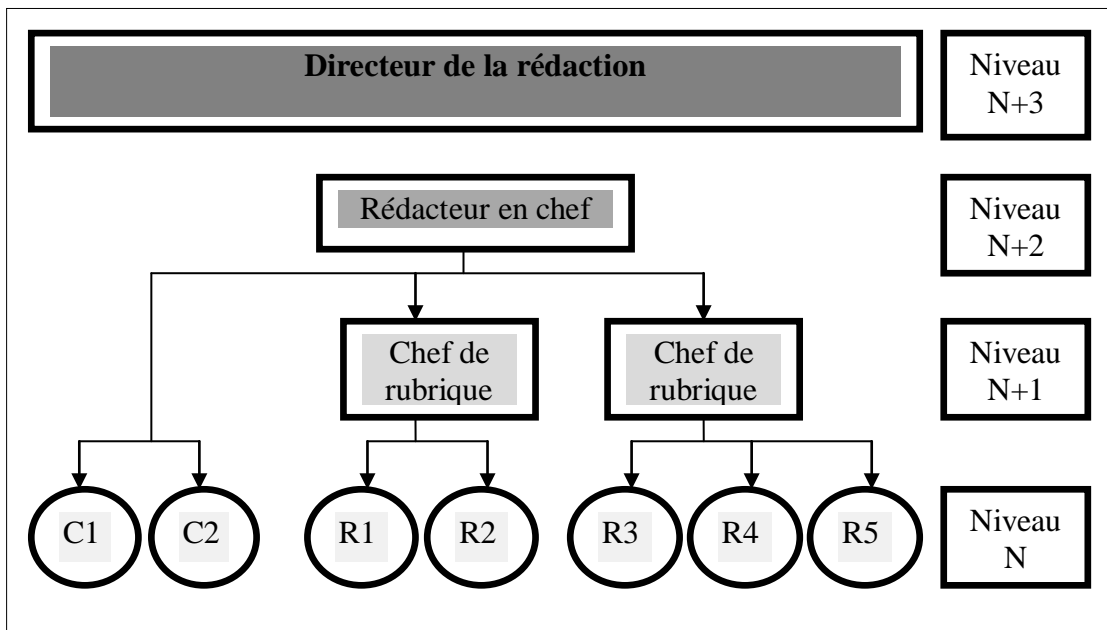 Directeur de la rédaction
Niveau
N+3
Rédacteur en chef
Niveau
N+2
Chef de
rubrique
Chef de
rubrique
Niveau
N+1
C1
C2
R1
R2
R3
R4
R5
Niveau
N